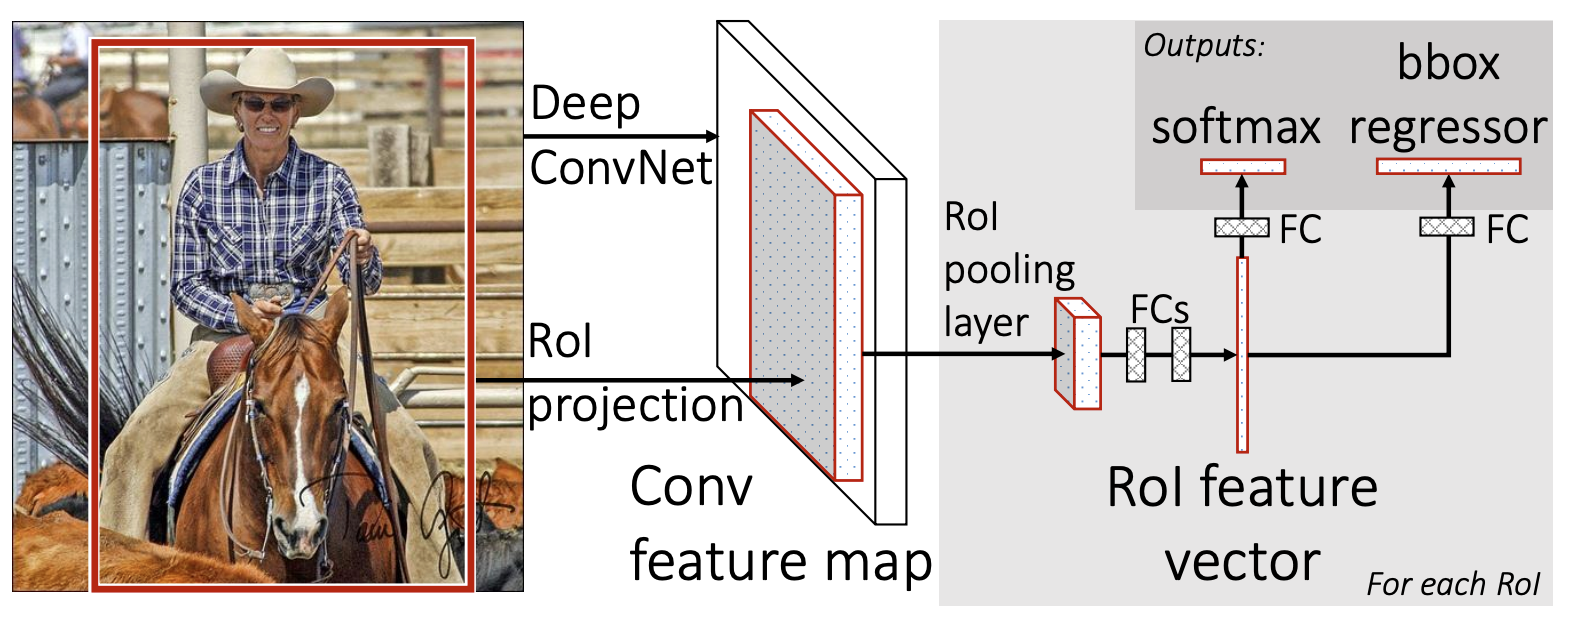 Deep
ConvNet
RoI
projection
Conv
feature map
RoI
pooling
layer
FCs
Outputs:
softmax
bbox
regressor
FC
FC
RoI feature
vector
For each RoI